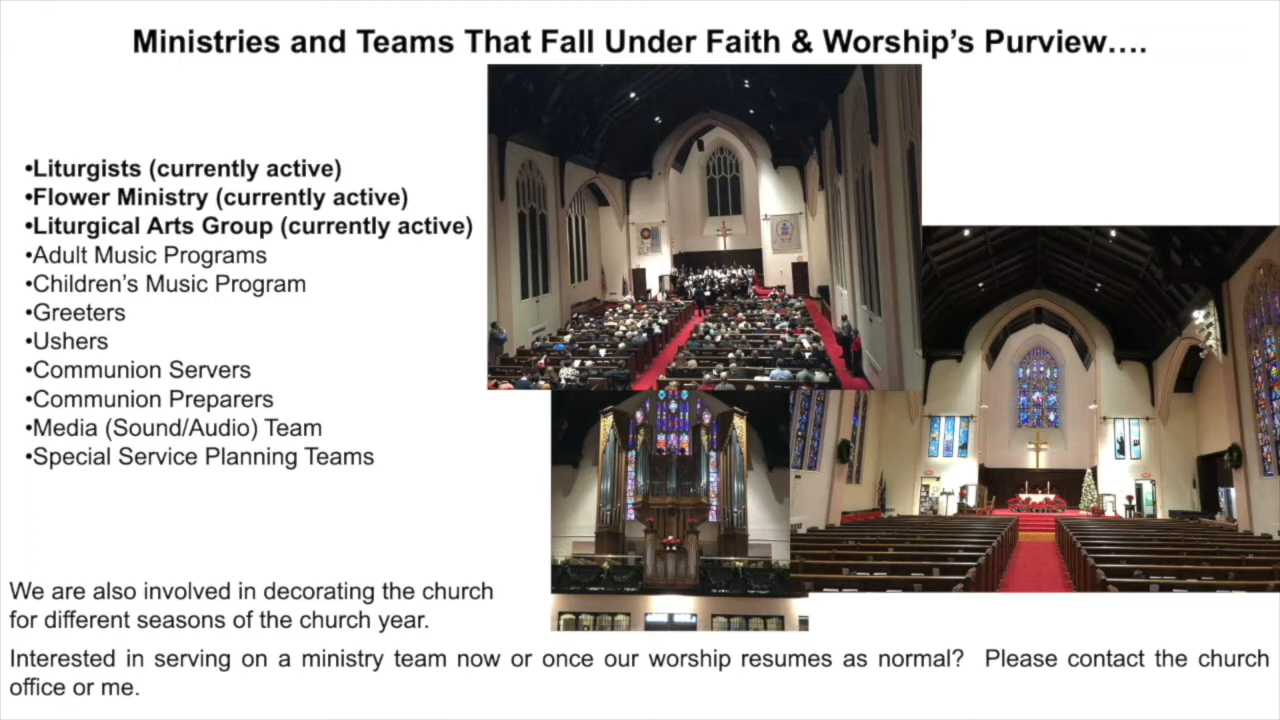 Ministries and Teams That Fall Under Faith & Worship’s Purview….
•Liturgists (currently active)
•Flower Ministry (currently active)
•Liturgical Arts Group (currently active)
•Adult Music Programs
•Children’s Music Program
•Greeters
•Ushers
•Communion Servers
•Communion Preparers
•Media (Sound/Audio) Team
•Special Service Planning Teams
We are also involved in decorating the church
for different seasons of the church year.
Interested in serving on a ministry team now or once our worship resumes as normal? Please contact the church
office or me.